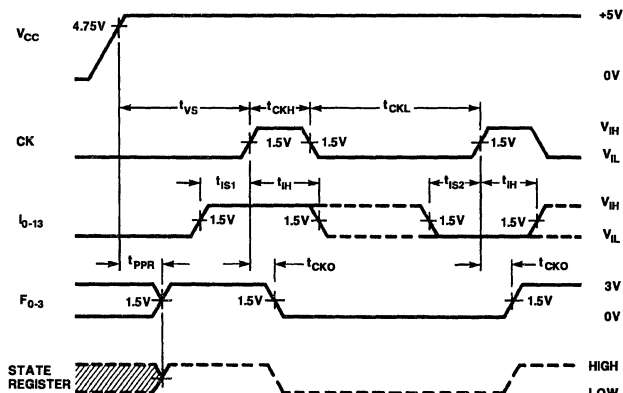 VCC 4.75V +5V
0V
tVS tCKH tCKL
CK 1.5V 1.5V 1.5V VIH
VIL
tIS1 tIH tIS2 tIH
I0-13 1.5V 1.5V 1.5V 1.5V VIH
VIL
tPPR tCKO tCKO
F0-3 1.5V 1.5V 1.5V 3V
0V
STATE HIGH
REGISTER LOW